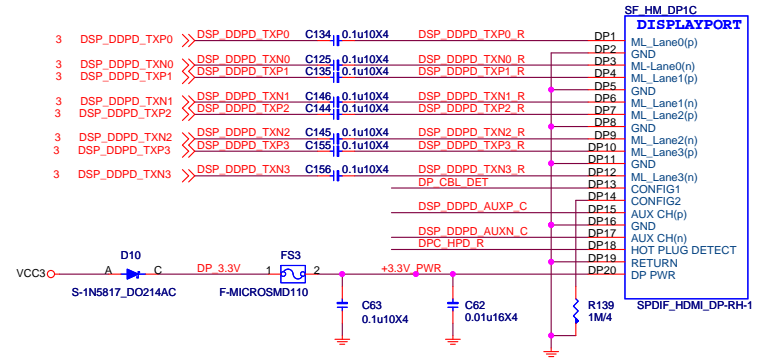 SF_HM_DP1C
DISPLAYPORT
3 DSP_DDPD_TXP0 DSP_DDPD_TXP0 C134 0.1u10X4 DSP_DDPD_TXP0_R DP1 ML_Lane0(p)
DP2 GND
3 DSP_DDPD_TXN0 DSP_DDPD_TXN0 C125 0.1u10X4 DSP_DDPD_TXN0_R DP3 ML-Lane0(n)
3 DSP_DDPD_TXP1 DSP_DDPD_TXP1 C135 0.1u10X4 DSP_DDPD_TXP1_R DP4 ML_Lane1(p)
DP5 GND
3 DSP_DDPD_TXN1 DSP_DDPD_TXN1 C146 0.1u10X4 DSP_DDPD_TXN1_R DP6 ML_Lane1(n)
3 DSP_DDPD_TXP2 DSP_DDPD_TXP2 C144 0.1u10X4 DSP_DDPD_TXP2_R DP7 ML_Lane2(p)
DP8 GND
3 DSP_DDPD_TXN2 DSP_DDPD_TXN2 C145 0.1u10X4 DSP_DDPD_TXN2_R DP9 ML_Lane2(n)
3 DSP_DDPD_TXP3 DSP_DDPD_TXP3 C155 0.1u10X4 DSP_DDPD_TXP3_R DP10 ML_Lane3(p)
DP11 GND
3 DSP_DDPD_TXN3 DSP_DDPD_TXN3 C156 0.1u10X4 DSP_DDPD_TXN3_R DP12 ML_Lane3(n)
DP_CBL_DET DP13 CONFIG1
DP14 CONFIG2
DSP_DDPD_AUXP_C DP15 AUX CH(p)
DP16 GND
DSP_DDPD_AUXN_C DP17 AUX CH(n)
DPC_HPD_R DP18 HOT PLUG DETECT
DP19 RETURN
DP20 DP PWR
D10 FS3
VCC3 A C DP_3.3V 1 2 +3.3V_PWR
S-1N5817_DO214AC F-MICROSMD110
SPDIF_HDMI_DP-RH-1
C63 C62 R139
0.1u10X4 0.01u16X4 1M/4